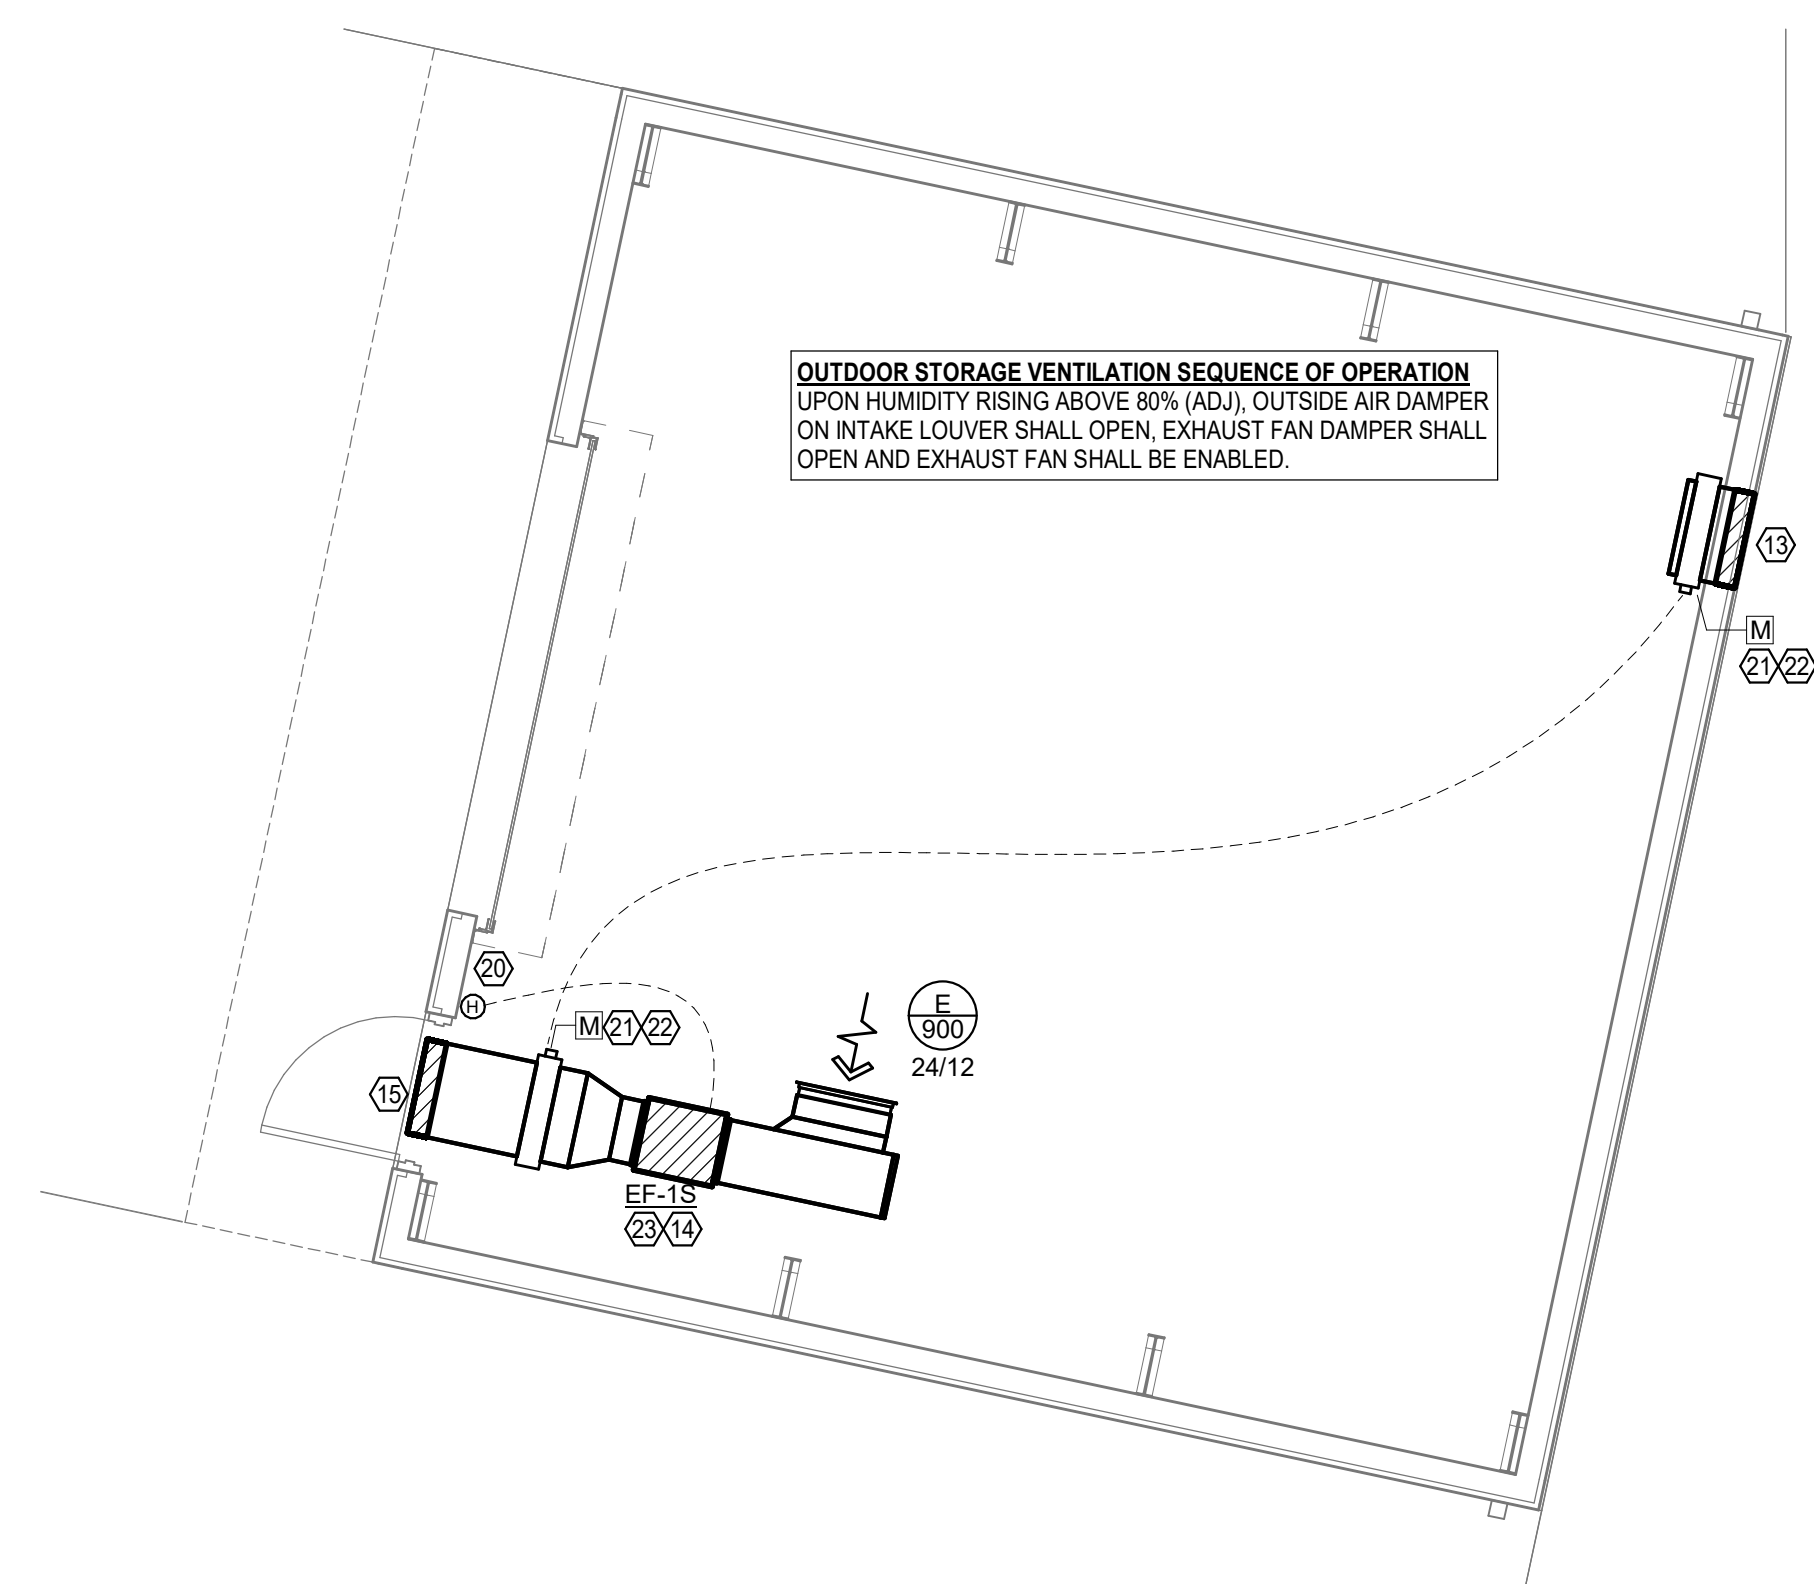 OUTDOOR STORAGE VENTILATION SEQUENCE OF OPERATION
UPON HUMIDITY RISING ABOVE 80% (ADJ), OUTSIDE AIR DAMPER
ON INTAKE LOUVER SHALL OPEN, EXHAUST FAN DAMPER SHALL
OPEN AND EXHAUST FAN SHALL BE ENABLED.
13
M
21 22
20
H
M 21 22
E
900
24/12
15
EF-1S
23 14